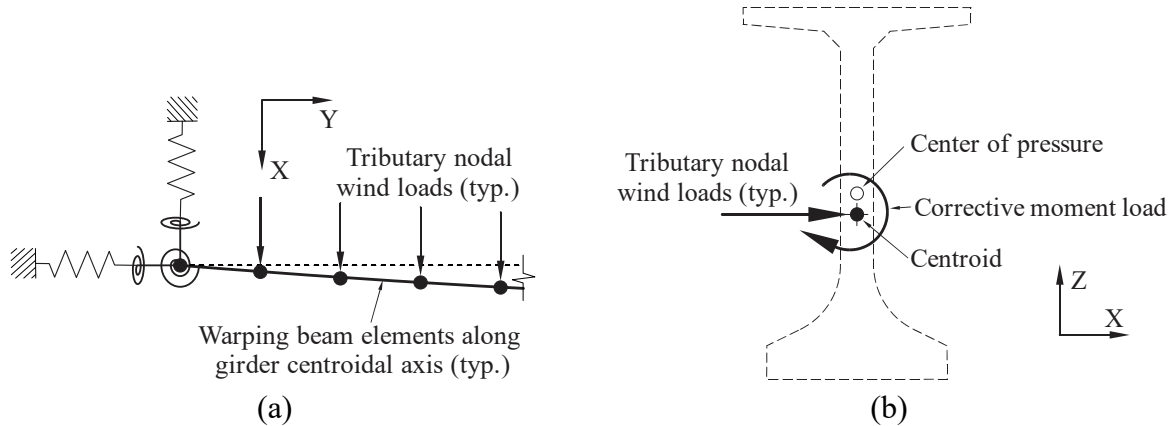 Y
X
Tributary nodal
wind loads (typ.)
Warping beam elements along
girder centroidal axis (typ.)
(a)
Tributary nodal
wind loads (typ.)
Center of pressure
Corrective moment load
Centroid
Z
X
(b)